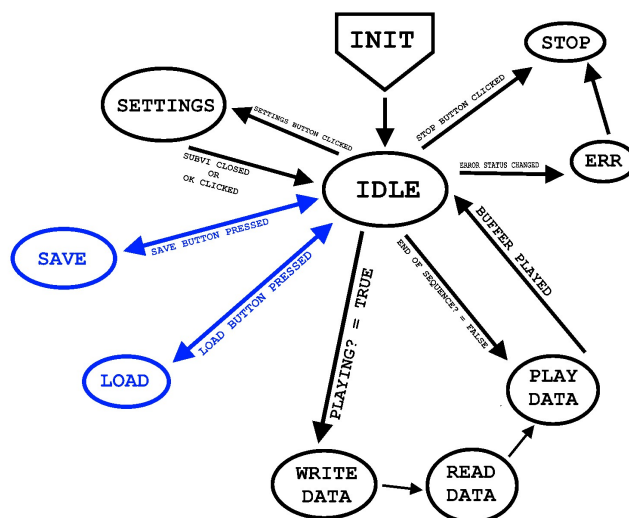 INIT
STOP
SETTINGS
SETTINGS BUTTON CLICKED
STOP BUTTON CLICKED
SUBVI CLOSED
OR
OK CLICKED
ERROR STATUS CHANGED
ERR
IDLE
SAVE
SAVE BUTTON PRESSED
LOAD BUTTON PRESSED
LOAD
PLAYING? = TRUE
END OF SEQUENCE? = FALSE
BUFFER PLAYED
PLAY
DATA
WRITE
DATA
READ
DATA